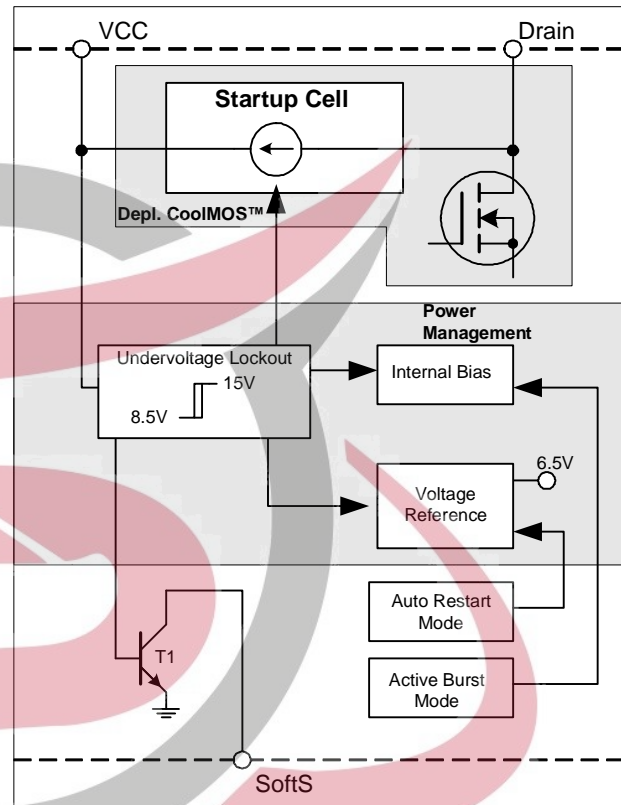 VCC
Drain
Startup Cell
Depl. CoolMOS™
Power
Management
Undervoltage Lockout
15V
8.5V
Internal Bias
6.5V
Voltage
Reference
Auto Restart
Mode
T1
Active Burst
Mode
SoftS